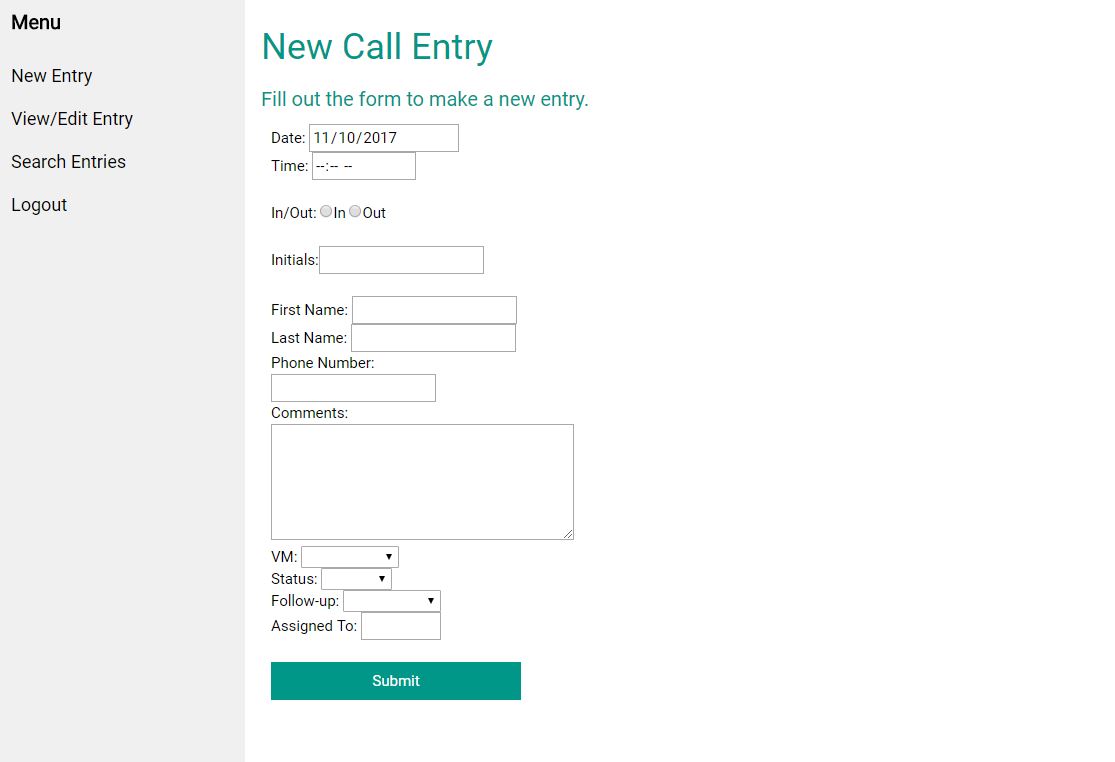 Menu
New Entry
View/Edit Entry
Search Entries
Logout
New Call Entry
Fill out the form to make a new entry.
Date: 11/10/2017
Time: --:-- --
In/Out: In Out
Initials:
First Name:
Last Name:
Phone Number:
Comments:
VM:
Status:
Follow-up:
Assigned To:
Submit